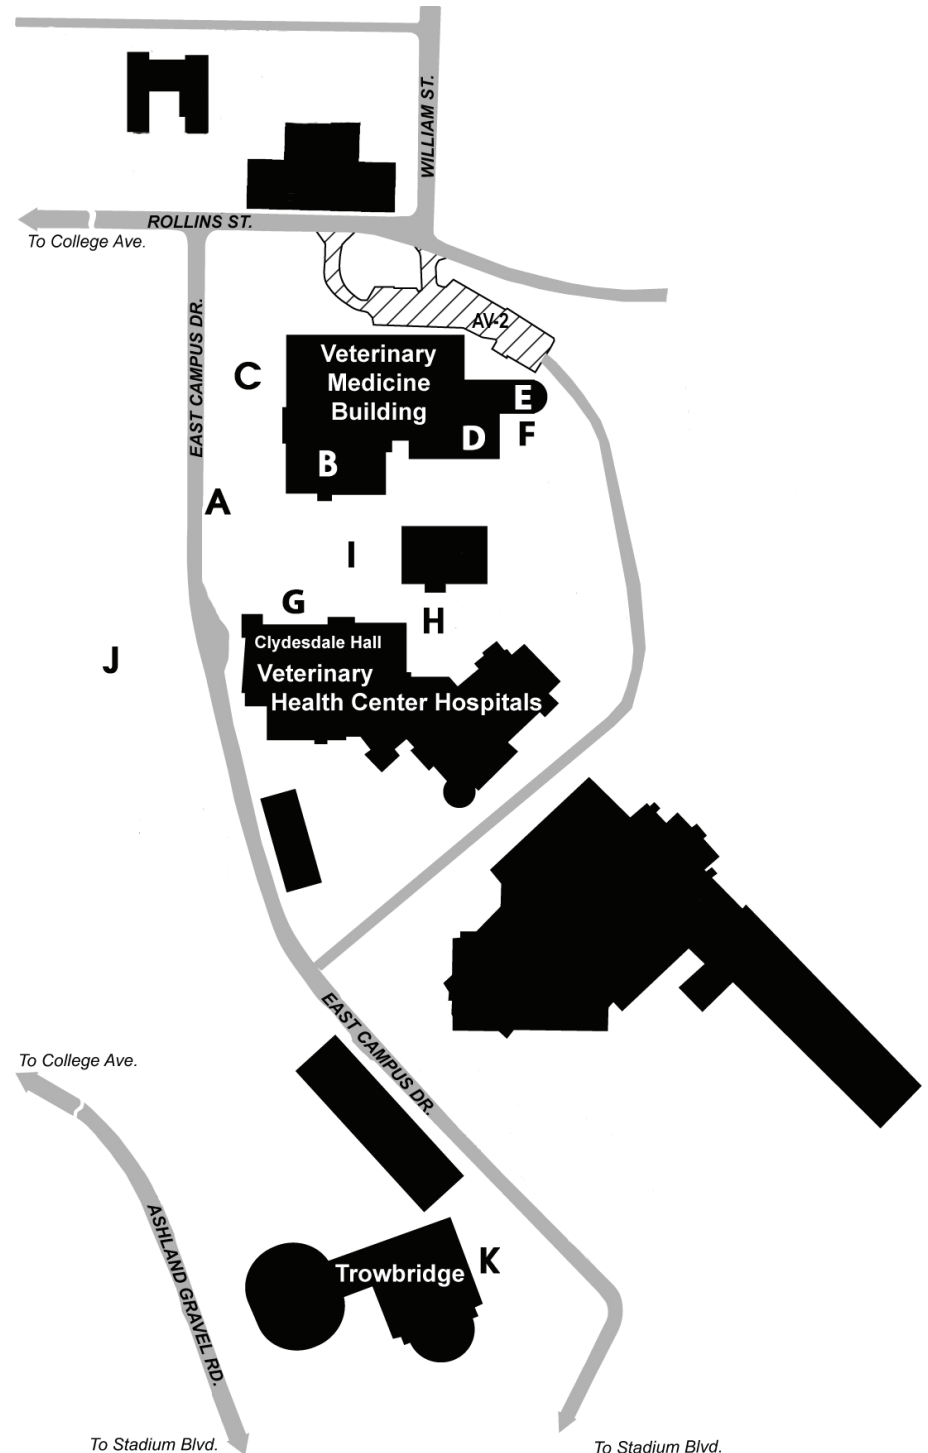 WILLIAM ST.
ROLLINS ST.
To College Ave.
EAST CAMPUS DR.
AV-2
Veterinary
Medicine
Building
C
E
F
D
B
A
I
G
H
J
Clydesdale Hall
Veterinary
Health Center Hospitals
EAST CAMPUS DR.
To College Ave.
ASHLAND GRAVEL RD.
K
Trowbridge
To Stadium Blvd.
To Stadium Blvd.